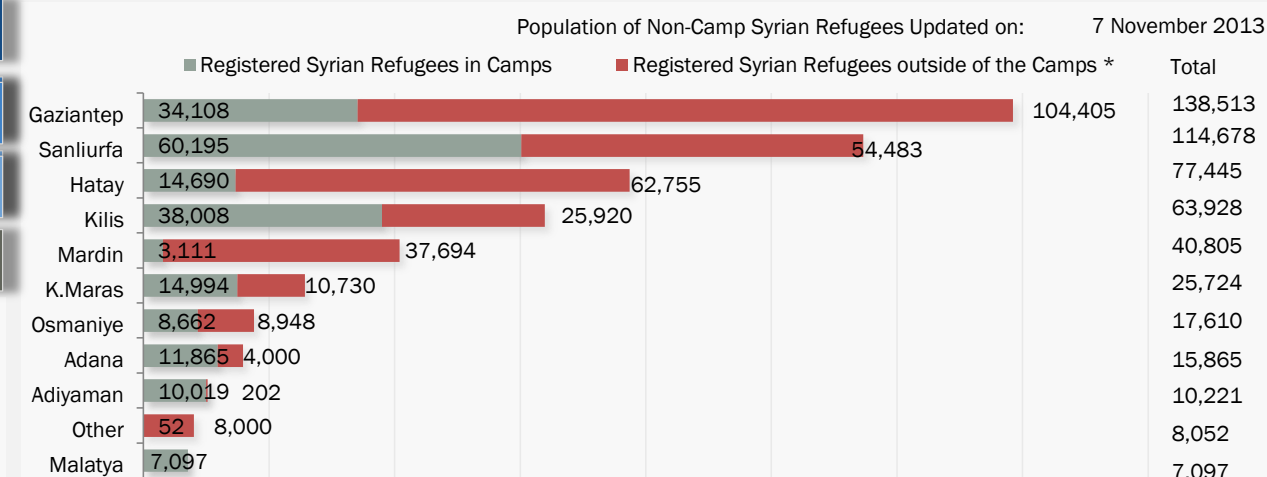 Population of Non-Camp Syrian Refugees Updated on: 7 November 2013
Registered Syrian Refugees in Camps Registered Syrian Refugees outside of the Camps * Total
Gaziantep 34,108 104,405 138,513
Sanliurfa 60,195 54,483 114,678
Hatay 14,690 62,755 77,445
Kilis 38,008 25,920 63,928
Mardin 3,111 37,694 40,805
K.Maras 14,994 10,730 25,724
Osmaniye 8,662 8,948 17,610
Adana 11,865 4,000 15,865
Adiyaman 10,019 202 10,221
Other 52 8,000 8,052
Malatya 7,097 7,097